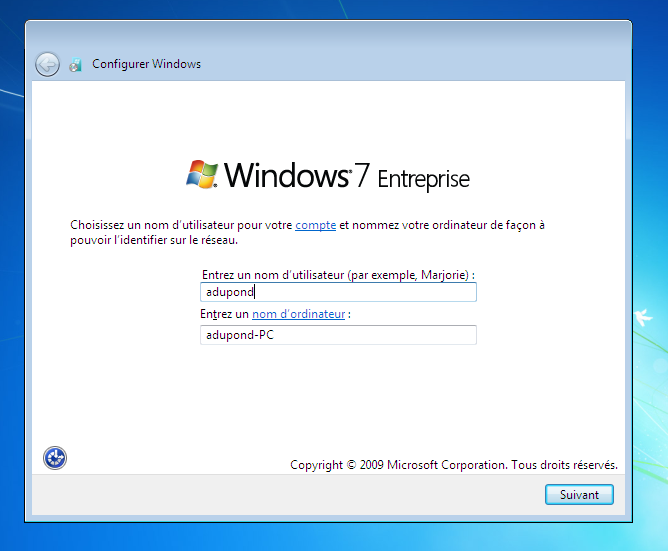 Configurer Windows
Windows 7 Entreprise
Choisissez un nom d'utilisateur pour votre compte et nommez votre ordinateur de façon à
pouvoir l'identifier sur le réseau.
Entrez un nom d'utilisateur (par exemple, Marjorie) :
adupond
Entrez un nom d'ordinateur :
adupond-PC
Copyright © 2009 Microsoft Corporation. Tous droits réservés.
Suivant